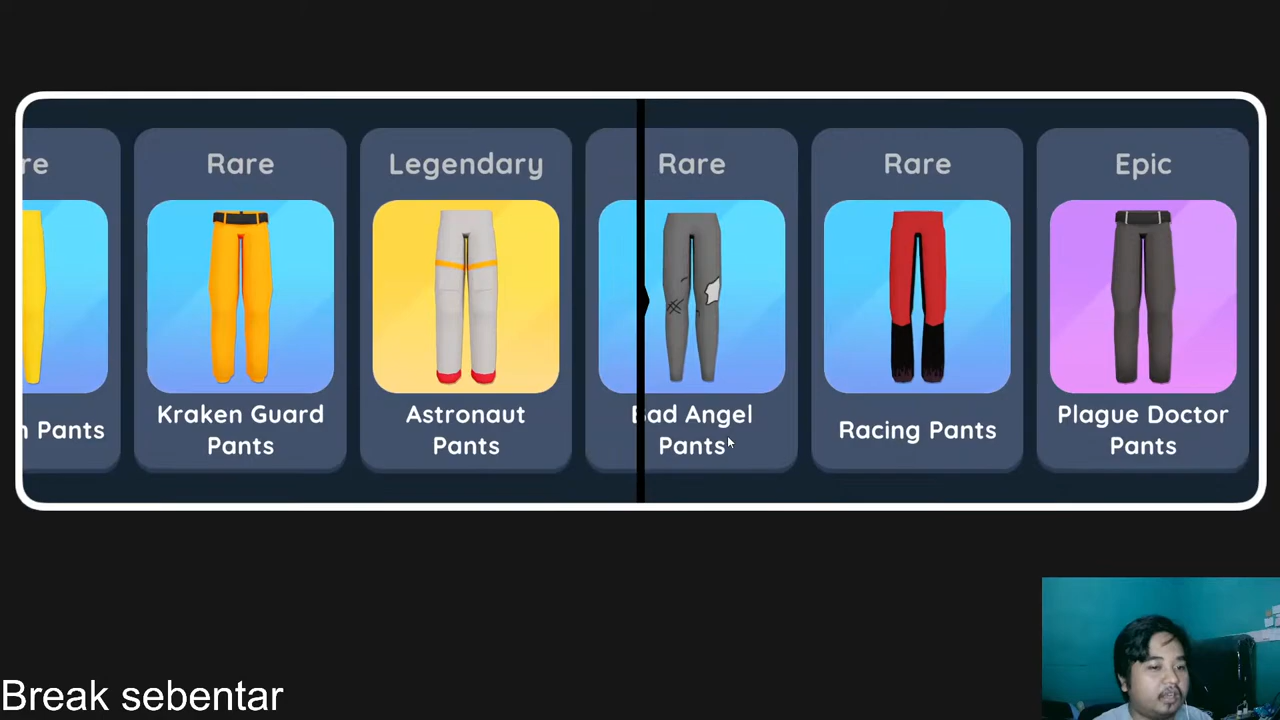 re
n Pants
Rare
Kraken Guard
Pants
Legendary
Astronaut
Pants
Rare
Bad Angel
Pants
Rare
Racing Pants
Epic
Plague Doctor
Pants
Break sebentar